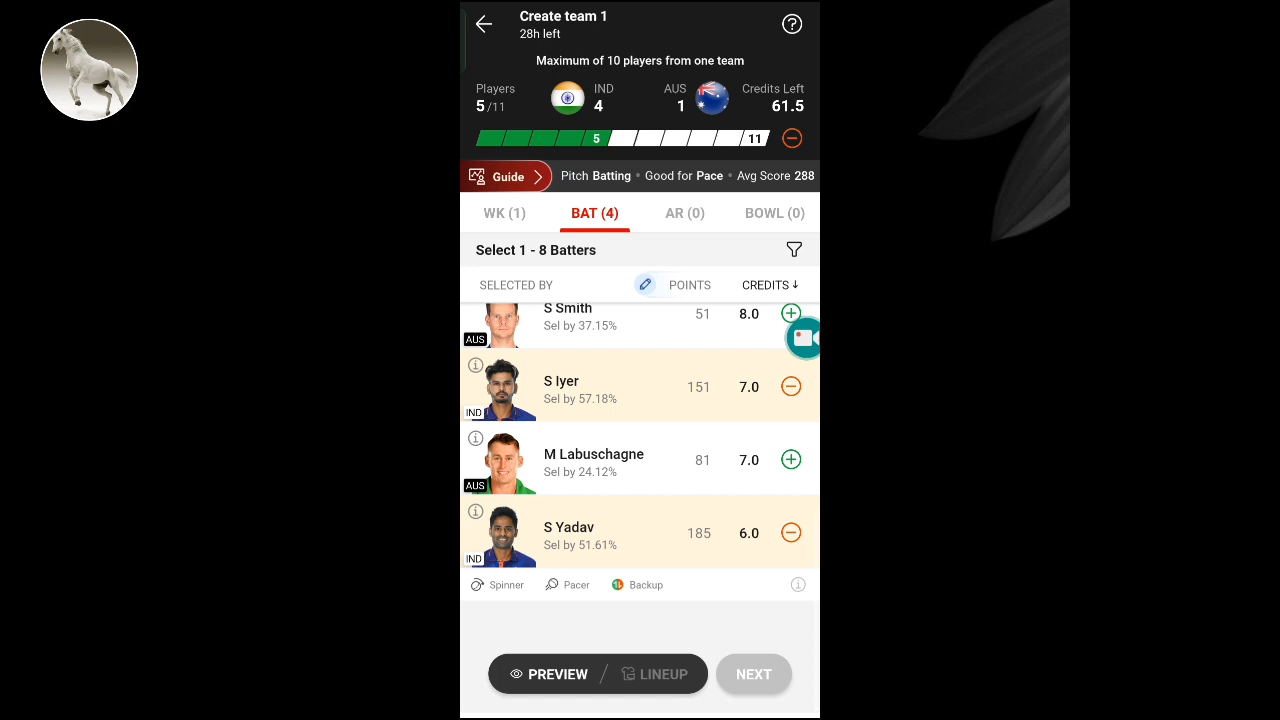 Create team 1
28h left
Maximum of 10 players from one team
Players IND AUS Credits Left
5/11 4 1 61.5
5 11
Guide Pitch Batting • Good for Pace • Avg Score 288
WK (1) BAT (4) AR (0) BOWL (0)
Select 1 - 8 Batters
SELECTED BY POINTS CREDITS↓
S Smith 51 8.0
Sel by 37.15%
AUS
S Iyer 151 7.0
Sel by 57.18%
IND
M Labuschagne 81 7.0
Sel by 24.12%
AUS
S Yadav 185 6.0
Sel by 51.61%
IND
Spinner Pacer Backup
PREVIEW / LINEUP NEXT